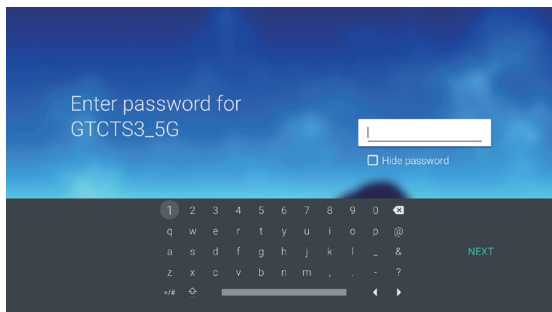 Enter password for
GTCTS3_5G
Hide password
1 2 3 4 5 6 7 8 9 0
q w e r t y u i o p @
a s d f g h j k l _ &
NEXT
z x c v b n m , . - ?
=/#